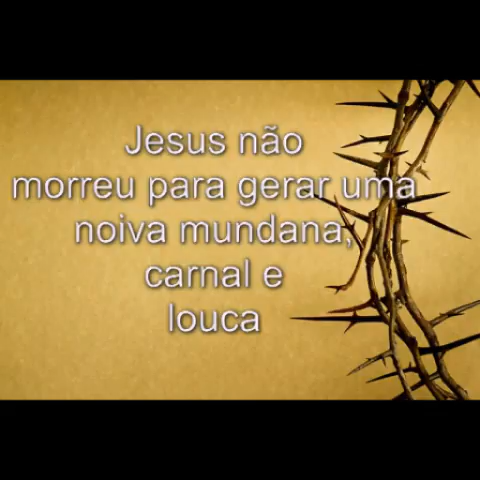 Jesus não
morreu para gerar uma
noiva mundana,
carnal e
louca